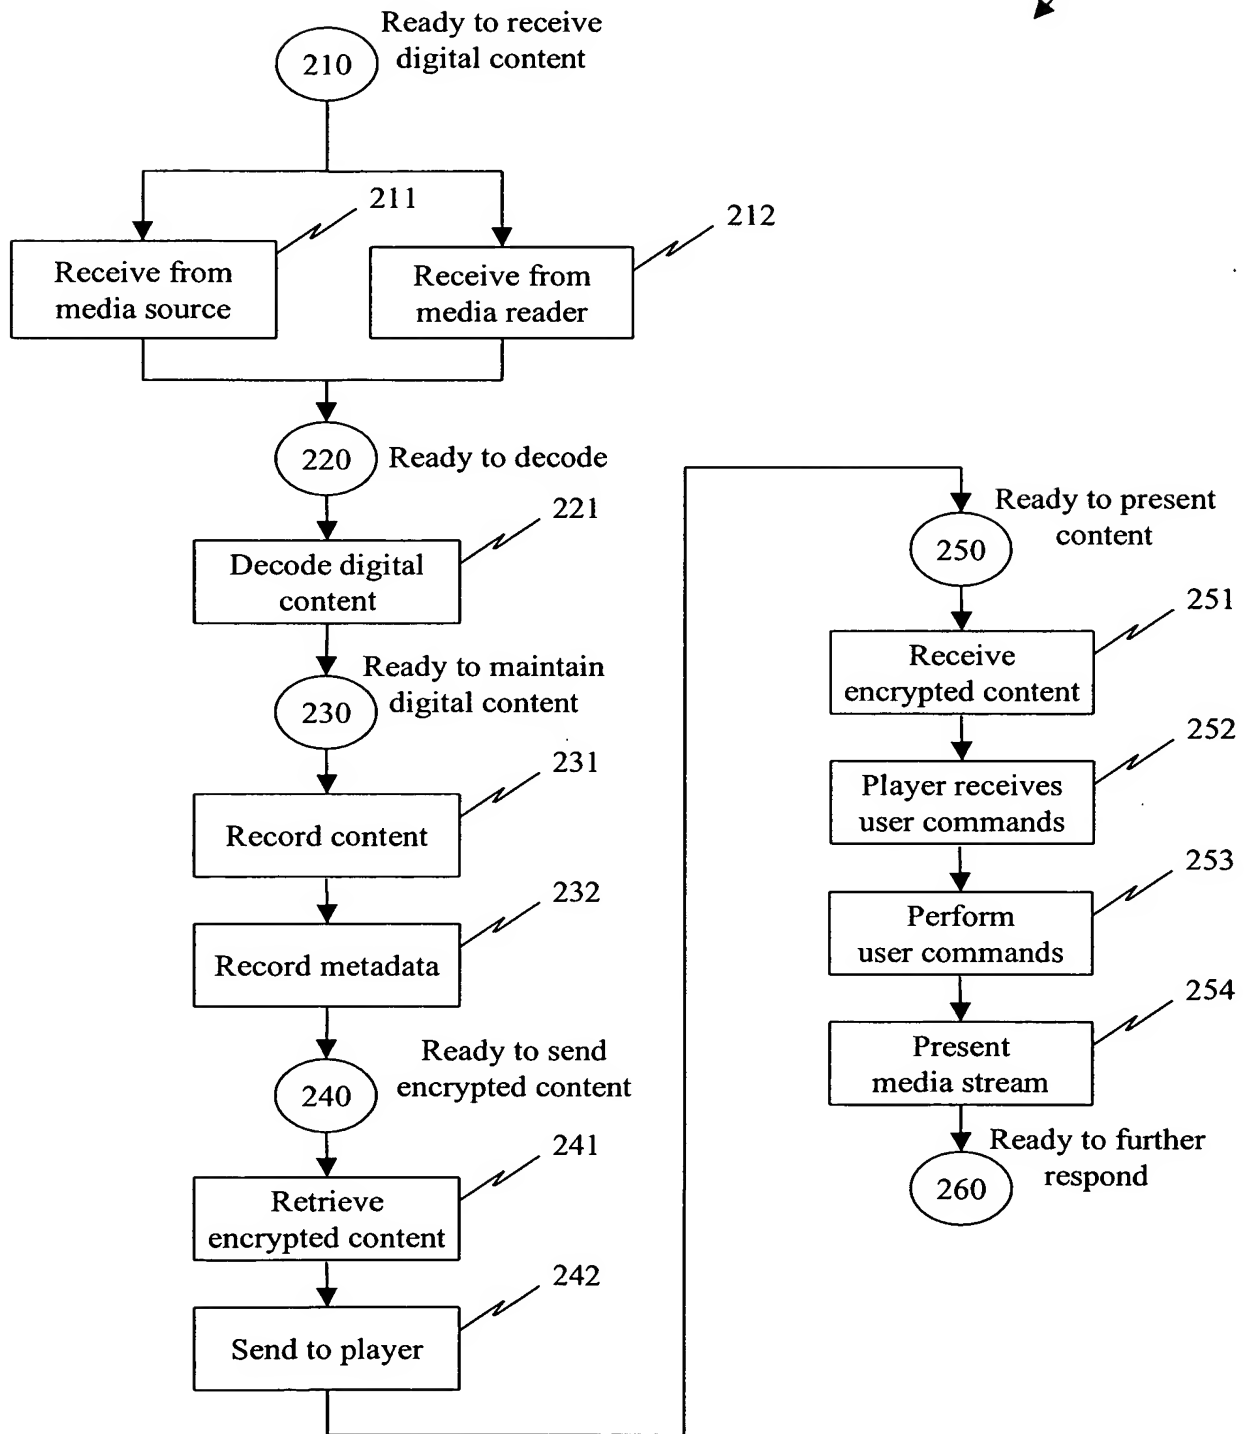 Ready to receive
digital content
210
211
212
Receive from
media source
Receive from
media reader
220
Ready to decode
221
Decode digital
content
Ready to maintain
digital content
230
231
Record content
232
Record metadata
Ready to send
encrypted content
240
241
Retrieve
encrypted content
242
Send to player
Ready to present
content
250
251
Receive
encrypted content
252
Player receives
user commands
253
Perform
user commands
254
Present
media stream
Ready to further
respond
260